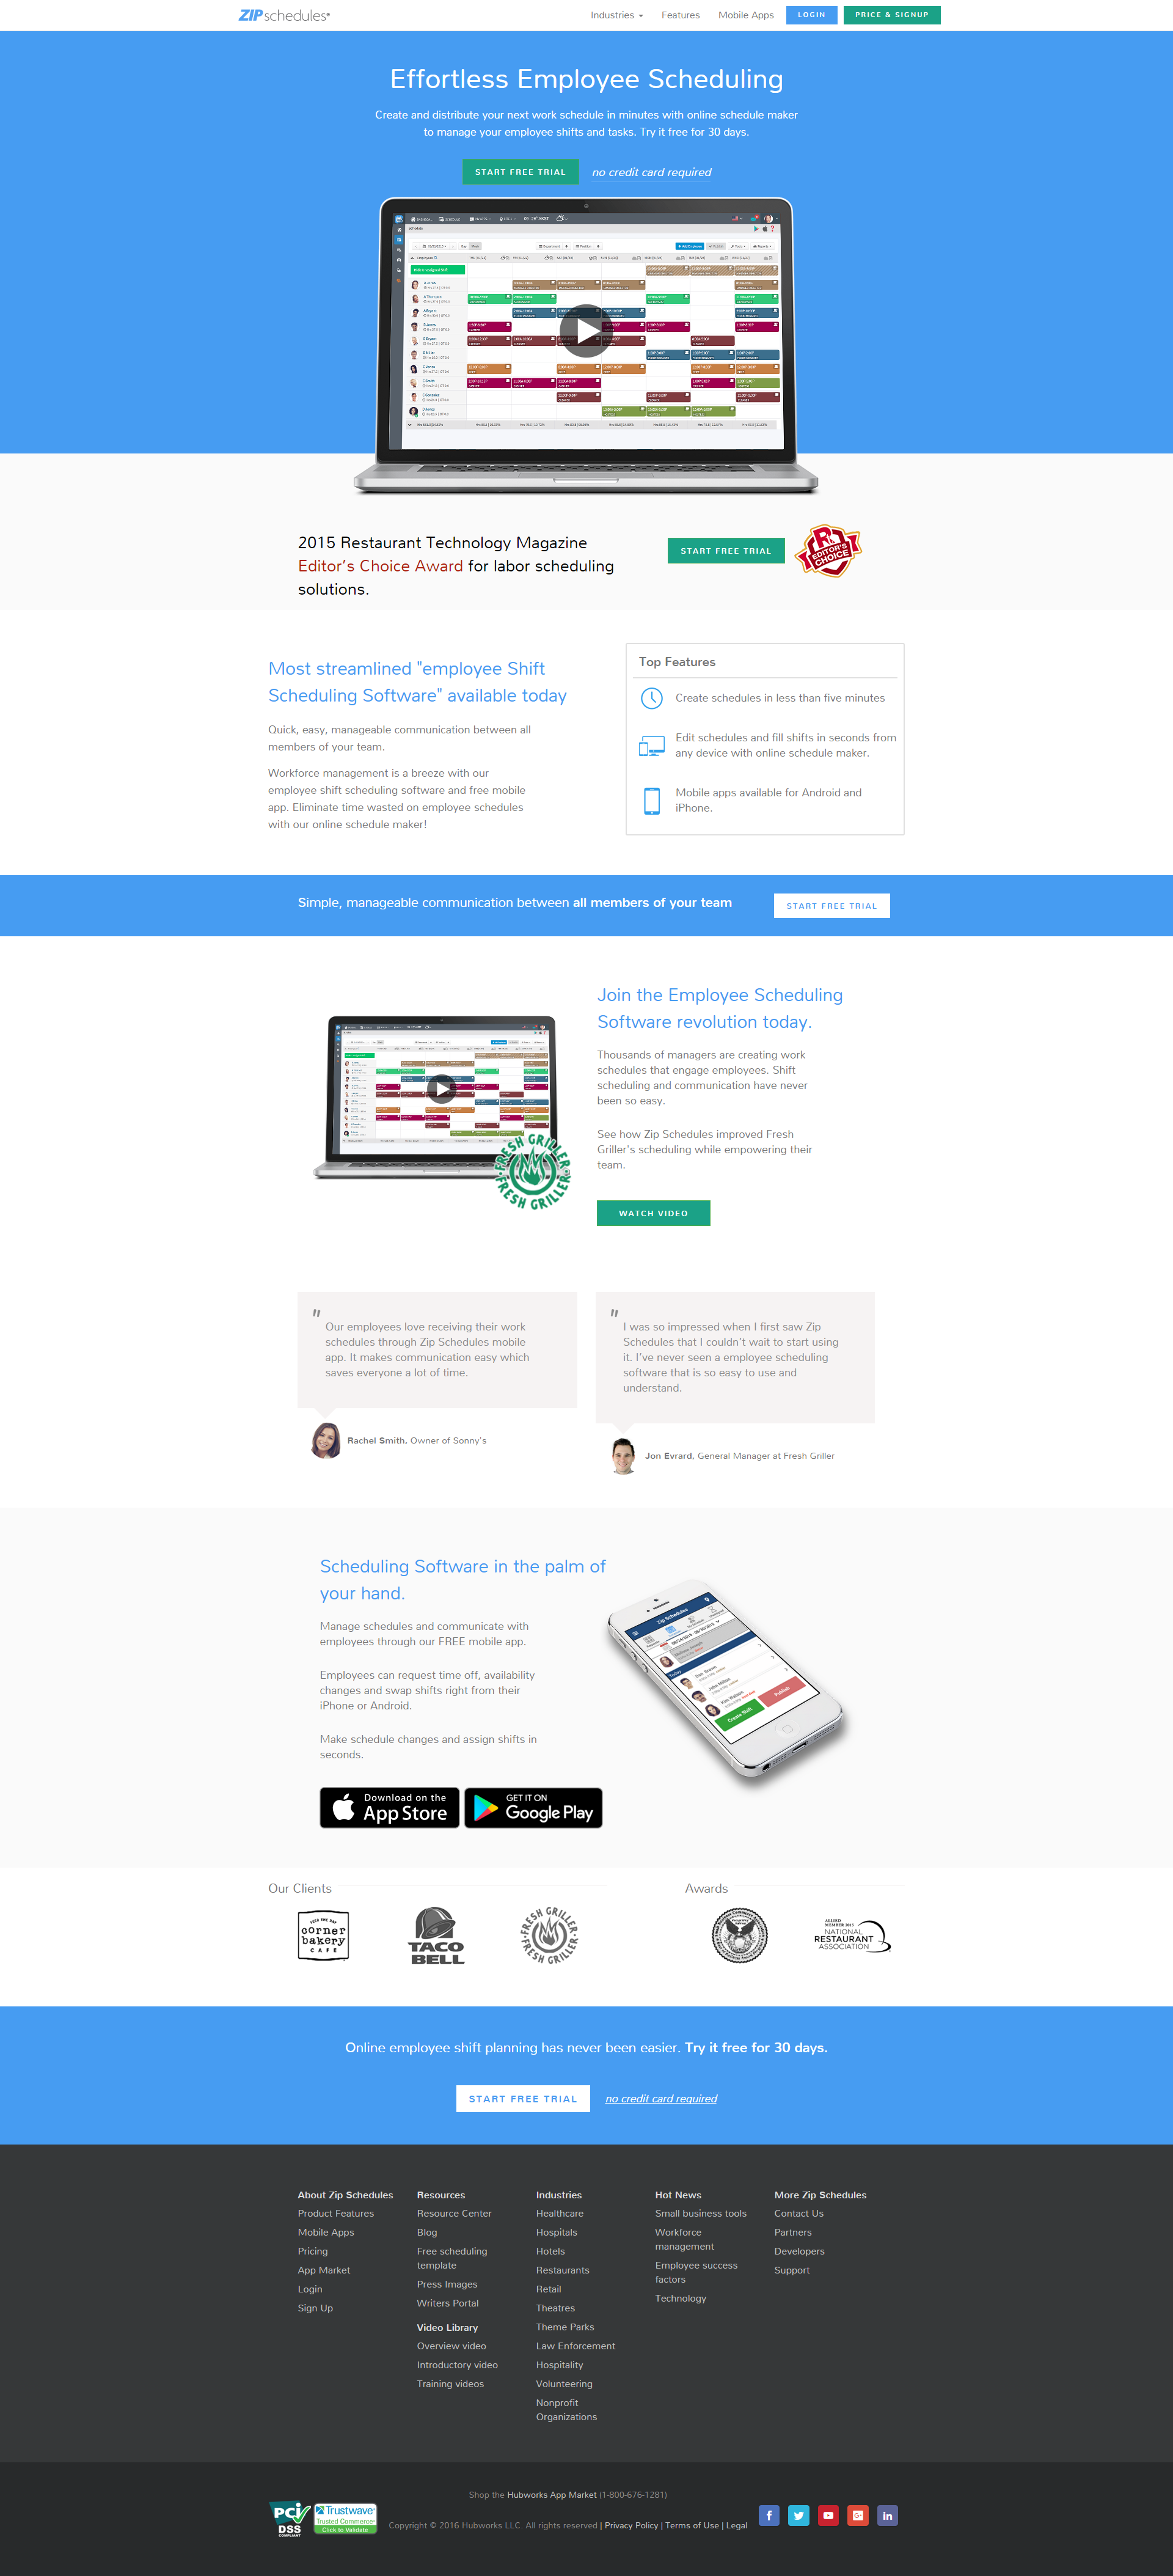 ZIPschedules
Industries
Features
Mobile Apps
LOGIN
PRICE & SIGNUP
Effortless Employee Scheduling
Create and distribute your next work schedule in minutes with online schedule maker
to manage your employee shifts and tasks. Try it free for 30 days.
START FREE TRIAL
no credit card required
2015 Restaurant Technology Magazine
Editor's Choice Award for labor scheduling
solutions.
START FREE TRIAL
EDITOR'S
CHOICE
Most streamlined "employee Shift
Scheduling Software" available today
Quick, easy, manageable communication between all
members of your team.
Workforce management is a breeze with our
employee shift scheduling software and free mobile
app. Eliminate time wasted on employee schedules
with our online schedule maker!
Top Features
Create schedules in less than five minutes
Edit schedules and fill shifts in seconds from
any device with online schedule maker.
Mobile apps available for Android and
iPhone.
Simple, manageable communication between all members of your team
START FREE TRIAL
FRESH GRILLER
FRESH GRILLER
Join the Employee Scheduling
Software revolution today.
Thousands of managers are creating work
schedules that engage employees. Shift
scheduling and communication have never
been so easy.
See how Zip Schedules improved Fresh
Griller's scheduling while empowering their
team.
WATCH VIDEO
"
Our employees love receiving their work
schedules through Zip Schedules mobile
app. It makes communication easy which
saves everyone a lot of time.
Rachel Smith, Owner of Sonny's
"
I was so impressed when I first saw Zip
Schedules that I couldn't wait to start using
it. I've never seen a employee scheduling
software that is so easy to use and
understand.
Jon Evrard, General Manager at Fresh Griller
Scheduling Software in the palm of
your hand.
Manage schedules and communicate with
employees through our FREE mobile app.
Employees can request time off, availability
changes and swap shifts right from their
iPhone or Android.
Make schedule changes and assign shifts in
seconds.
Download on the
App Store
GET IT ON
Google Play
Zip Schedules
Today
Create Shift
Publish
Our Clients
corner
bakery
CAFE
TACO
BELL
FRESH GRILLER
FRESH GRILLER
Awards
ALLIED
MEMBER 2011
NATIONAL
RESTAURANT
ASSOCIATION
Online employee shift planning has never been easier. Try it free for 30 days.
START FREE TRIAL
no credit card required
About Zip Schedules
Product Features
Mobile Apps
Pricing
App Market
Login
Sign Up
Resources
Resource Center
Blog
Free scheduling
template
Press Images
Writers Portal
Video Library
Overview video
Introductory video
Training videos
Industries
Healthcare
Hospitals
Hotels
Restaurants
Retail
Theatres
Theme Parks
Law Enforcement
Hospitality
Volunteering
Nonprofit
Organizations
Hot News
Small business tools
Workforce
management
Employee success
factors
Technology
More Zip Schedules
Contact Us
Partners
Developers
Support
PCI
DSS
COMPLIANT
Trustwave
Trusted Commerce
Click to Validate
Shop the Hubworks App Market (1-800-676-1281)
Copyright © 2016 Hubworks LLC. All rights reserved | Privacy Policy | Terms of Use | Legal